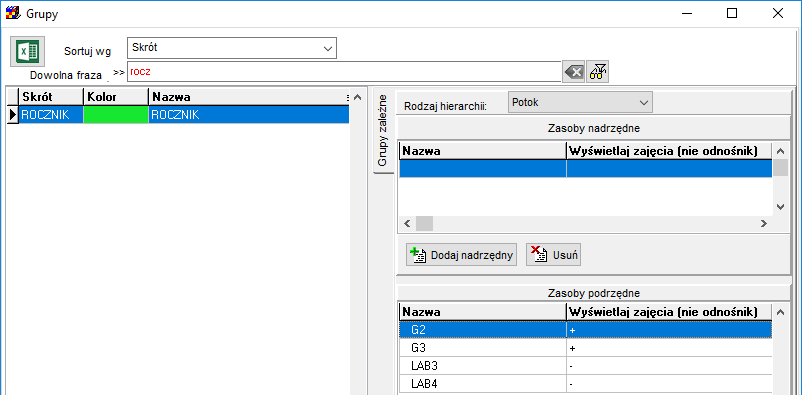 Grupy
Sortuj wg Skrót
Dowolna fraza >> rocz
Skrót Kolor Nazwa
ROCZNIK ROCZNIK
Grupy zależne
Rodzaj hierarchii: Potok
Zasoby nadrzędne
Nazwa Wyświetlaj zajęcia (nie odnośnik)
Dodaj nadrzędny Usuń
Zasoby podrzędne
Nazwa Wyświetlaj zajęcia (nie odnośnik)
G2 +
G3 +
LAB3 -
LAB4 -